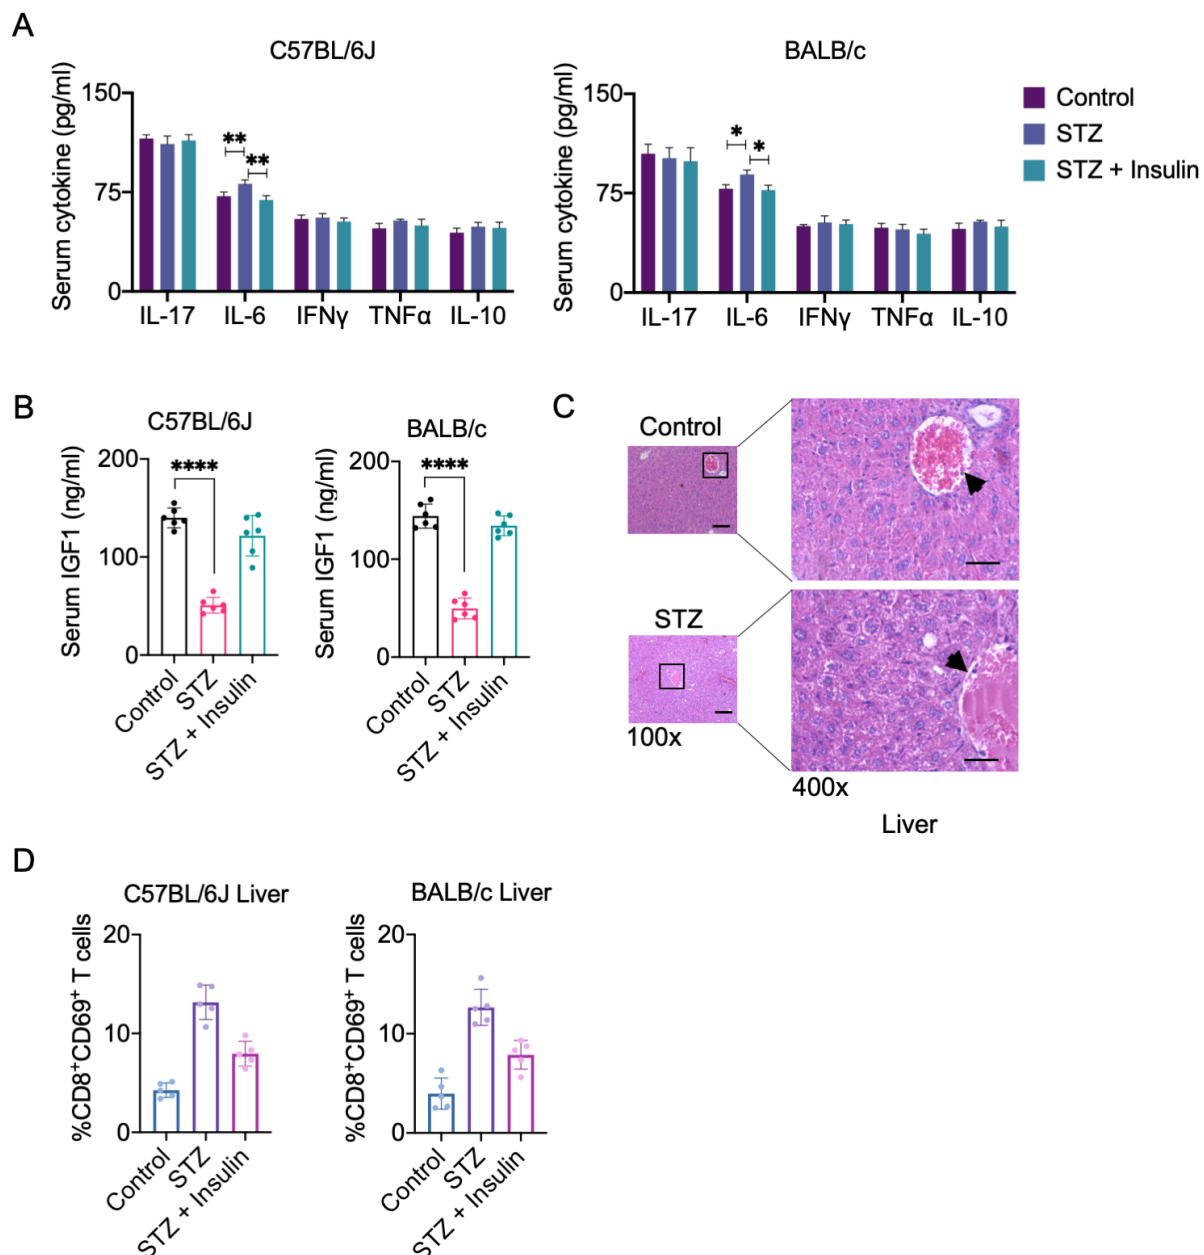 A
C57BL/6J
BALB/c
Serum cytokine (pg/ml)
150
75
0
**
**
IL-17 IL-6 IFNγ TNFα IL-10
Serum cytokine (pg/ml)
150
75
0
*
*
IL-17 IL-6 IFNγ TNFα IL-10
Control
STZ
STZ + Insulin
B
C57BL/6J
Serum IGF1 (ng/ml)
200
100
0
****
Control
STZ
STZ + Insulin
BALB/c
Serum IGF1 (ng/ml)
200
100
0
****
Control
STZ
STZ + Insulin
C
Control
STZ
100x
400x
Liver
D
C57BL/6J Liver
%CD8⁺CD69⁺ T cells
20
10
0
Control
STZ
STZ + Insulin
BALB/c Liver
%CD8⁺CD69⁺ T cells
20
10
0
Control
STZ
STZ + Insulin